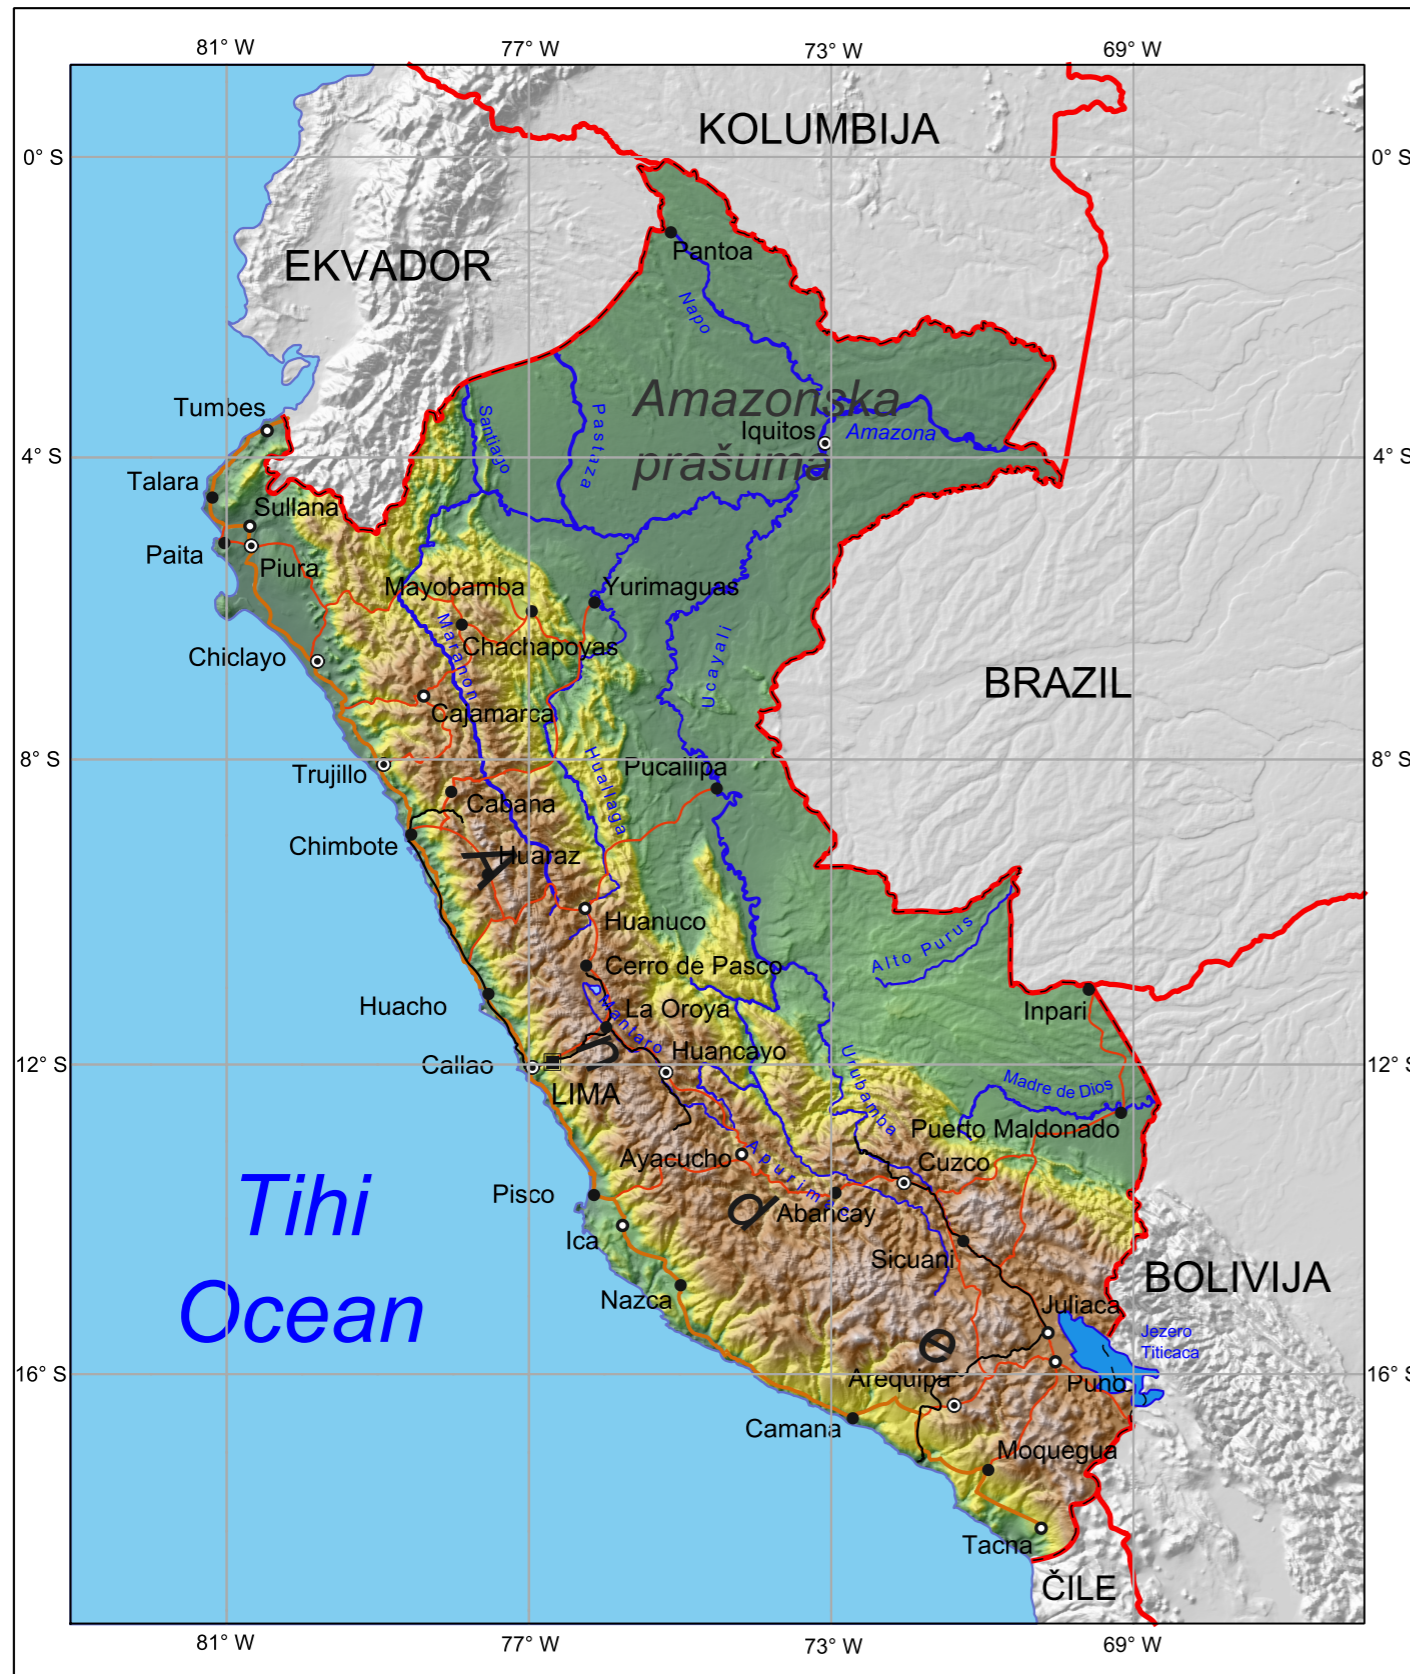 81° W
77° W
73° W
69° W
KOLUMBIJA
0° S
0° S
EKVADOR
Pantoa
Napo
Amazonska
prašuma
Tumbes
Santiago
Pastaza
Iquitos
Amazona
4° S
4° S
Talara
Sullana
Paita
Piura
Mayobamba
Yurimaguas
Maranon
Chachapoyas
Ucayali
Chiclayo
BRAZIL
Cajamarca
8° S
8° S
Trujillo
Huallaga
Pucallpa
Cabana
Chimbote
Huaraz
A
Huanuco
Alto Purus
Cerro de Pasco
Huacho
La Oroya
Mantaro
Inpari
Callao
n
Huancayo
12° S
12° S
LIMA
Urubamba
Madre de Dios
Puerto Maldonado
Ayacucho
Apurimac
Cuzco
Tihi
Ocean
Pisco
d
Abancay
Ica
Sicuani
BOLIVIJA
Nazca
Juliaca
Jezero
Titicaca
e
16° S
16° S
Arequipa
Puno
Camana
Moquegua
Tacna
ČILE
81° W
77° W
73° W
69° W